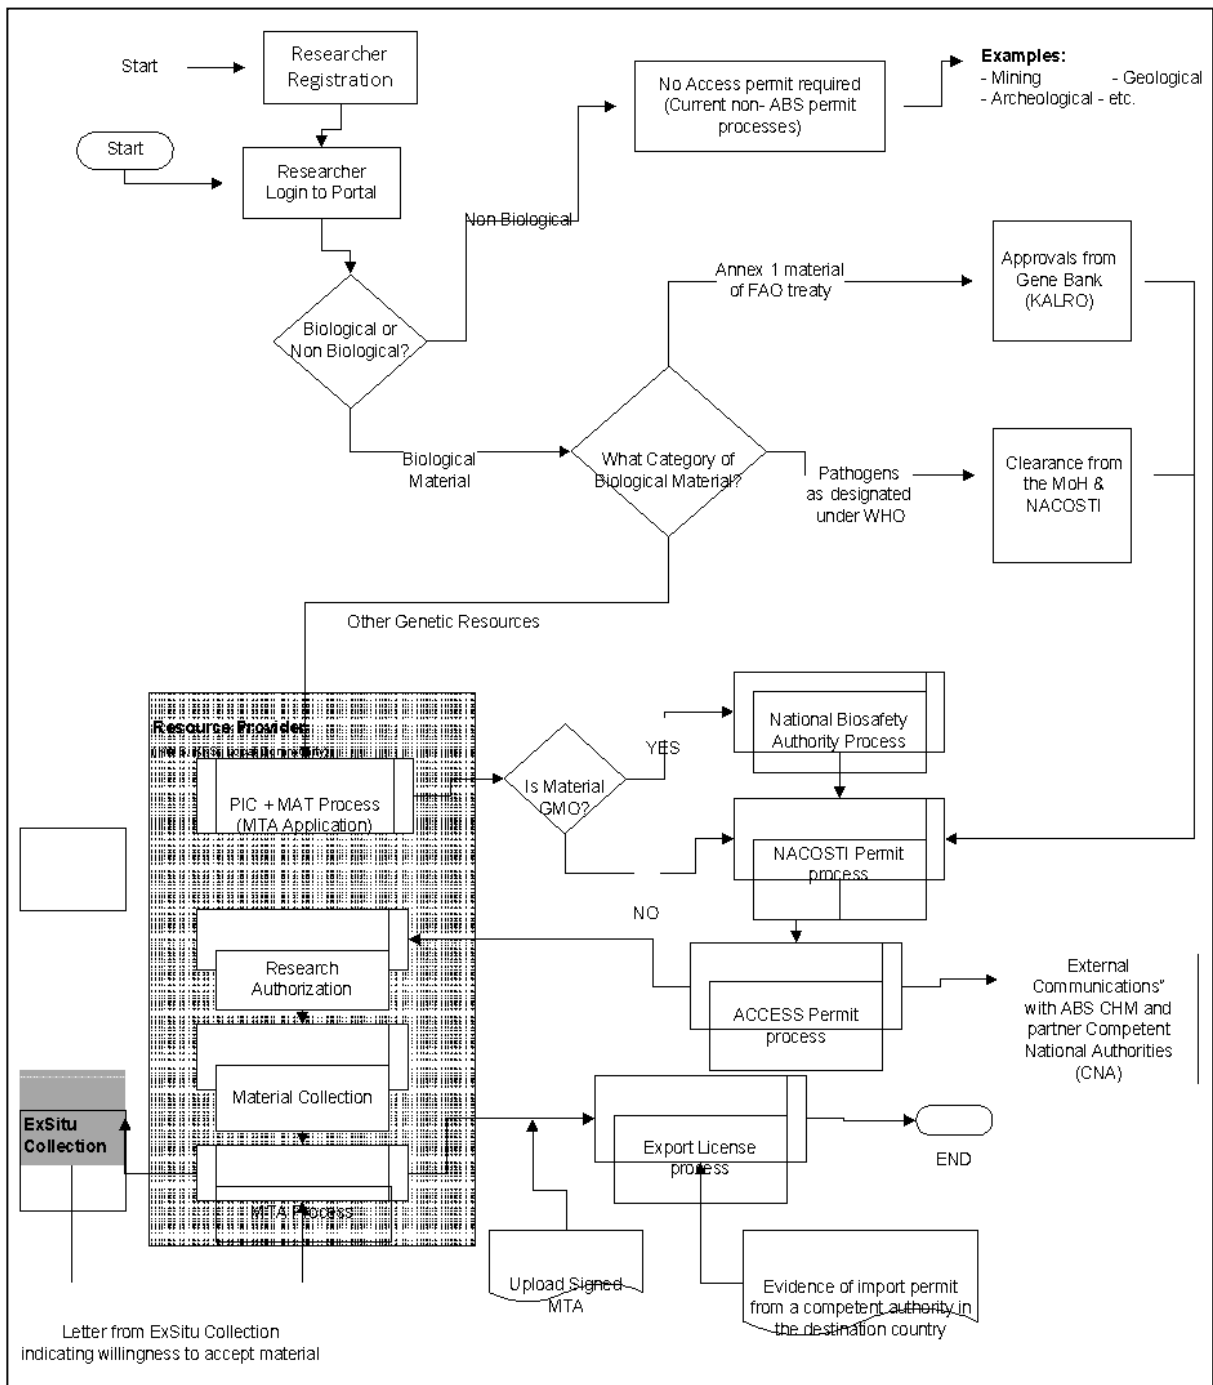 Start
Researcher
Registration
Examples:
- Mining - Geological
- Archeological - etc.
No Access permit required
(Current non- ABS permit
processes)
Start
Researcher
Login to Portal
Non Biological
Annex 1 material
of FAO treaty
Approvals from
Gene Bank
(KALRO)
Biological or
Non Biological?
Biological
Material
What Category of
Biological Material?
Pathogens
as designated
under WHO
Clearance from
the MoH &
NACOSTI
Other Genetic Resources
Resource Provider
National Biosafety
Authority Process
YES
Is Material
GMO?
PIC + MAT Process
(MTA Application)
NACOSTI Permit
process
NO
Research
Authorization
ACCESS Permit
process
External
Communications”
with ABS CHM and
partner Competent
National Authorities
(CNA)
Material Collection
ExSitu
Collection
Export License
process
END
MTA Process
Upload Signed
MTA
Evidence of import permit
from a competent authority in
the destination country
Letter from ExSitu Collection
indicating willingness to accept material